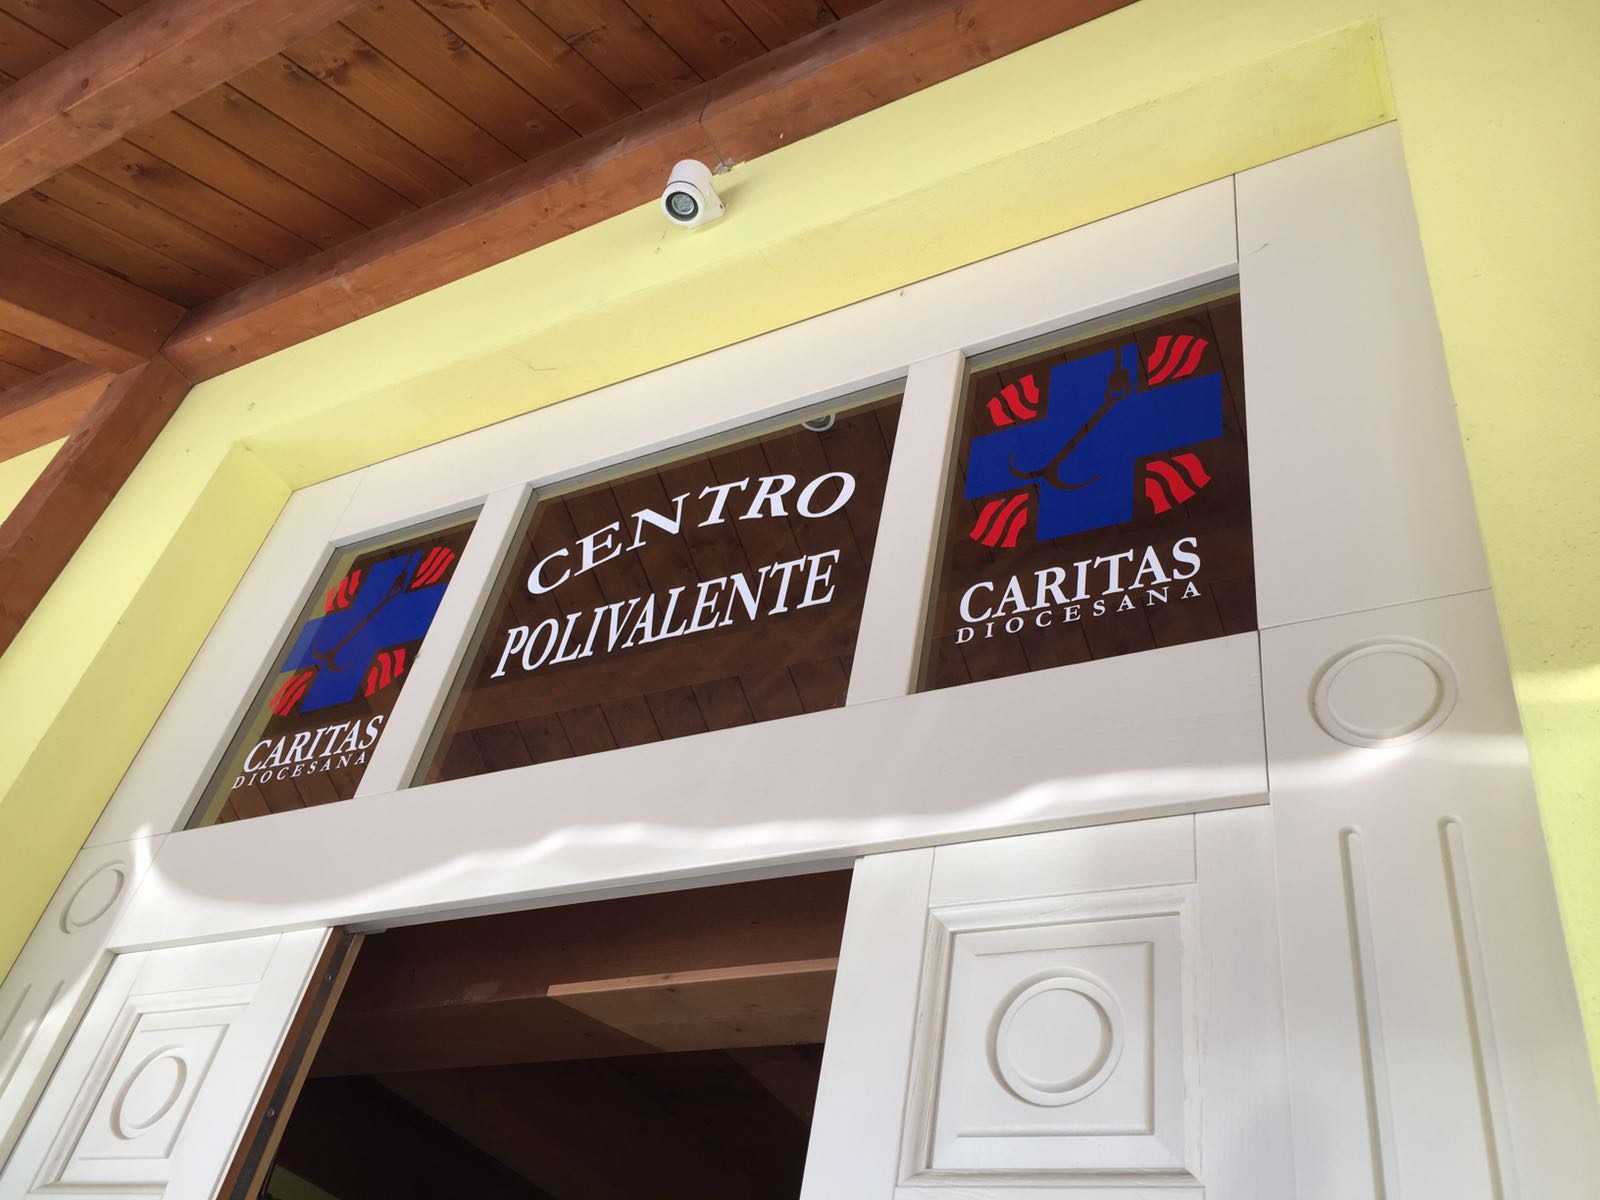 CARITAS
DIOCESANA
CENTRO
POLIVALENTE
CARITAS
DIOCESANA